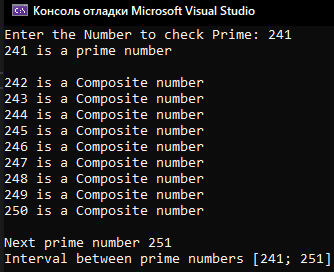 Консоль отладки Microsoft Visual Studio
Enter the Number to check Prime: 241
241 is a prime number
242 is a Composite number
243 is a Composite number
244 is a Composite number
245 is a Composite number
246 is a Composite number
247 is a Composite number
248 is a Composite number
249 is a Composite number
250 is a Composite number
Next prime number 251
Interval between prime numbers [241; 251]